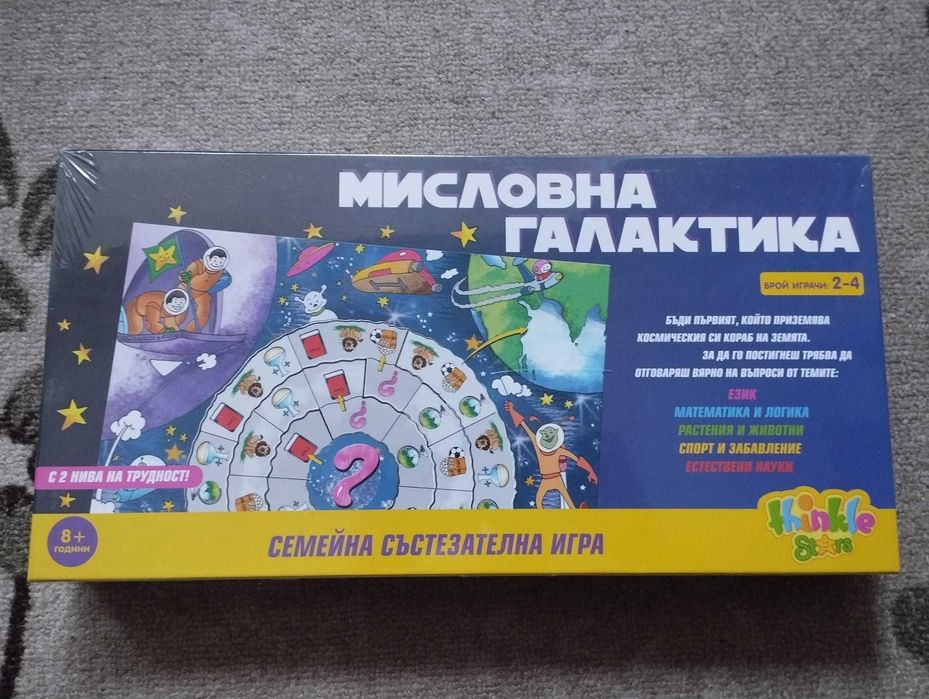 МИСЛОВНА
ГАЛАКТИКА
БРОЙ ИГРАЧИ: 2-4
БЪДИ ПЪРВИЯТ, КОЙТО ПРИЗЕМЯВА
КОСМИЧЕСКИЯ СИ КОРАБ НА ЗЕМЯТА.
ЗА ДА ГО ПОСТИГНЕШ ТРЯБВА ДА
ОТГОВАРЯШ ВЯРНО НА ВЪПРОСИ ОТ ТЕМИТЕ:
ЕЗИК
МАТЕМАТИКА И ЛОГИКА
РАСТЕНИЯ И ЖИВОТНИ
СПОРТ И ЗАБАВЛЕНИЕ
ЕСТЕСТВЕНИ НАУКИ
С 2 НИВА НА ТРУДНОСТ!
8+
ГОДИНИ
СЕМЕЙНА СЪСТЕЗАТЕЛНА ИГРА
thinkle
Stars